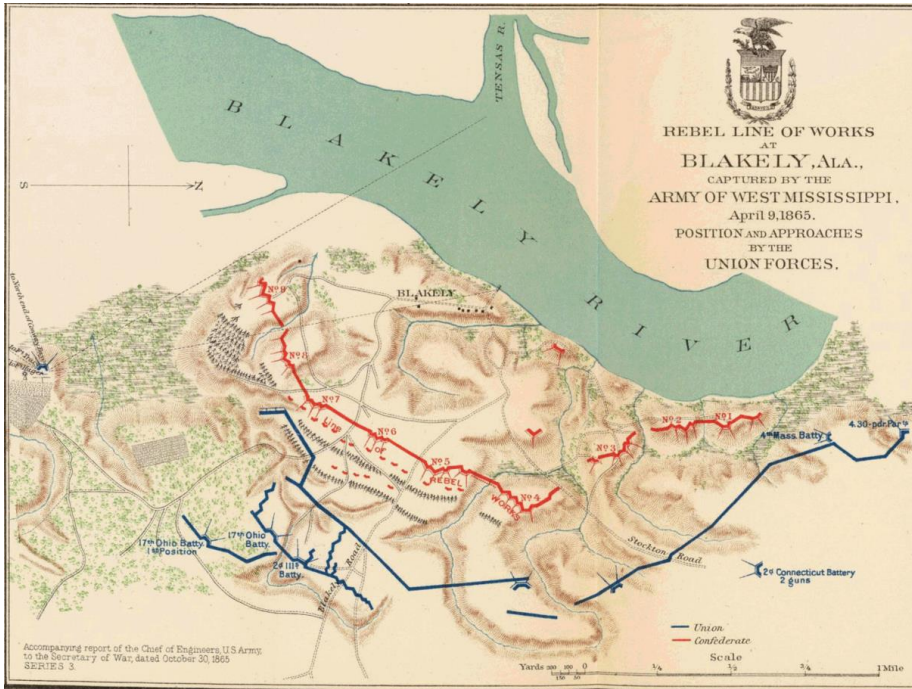 REBEL LINE OF WORKS
AT
BLAKELY, ALA.,
CAPTURED BY THE
ARMY OF WEST MISSISSIPPI.
April 9, 1865.
POSITION AND APPROACHES
BY THE
UNION FORCES.
TENSAS R.
BLAKELY RIVER
S
N
BLAKELY
Nº 9
Nº 8
Nº 7
Nº 6
Nº 5
Nº 4
Nº 3
Nº 2
Nº 1
LINE
of
REBEL
WORKS
4th Mass Batty
4.30-pdr. Par
17th Ohio Batty.
1st Position
17th Ohio
Batty.
2d Ills
Batty.
Blakely Road
Stockton Road
2d Connecticut Battery
2 guns
Union
Confederate
Scale
Yards 300 150 0 1/4 1/2 3/4 1 Mile
Accompanying report of the Chief of Engineers, U.S. Army,
to the Secretary of War, dated October 30, 1865
SERIES 3.